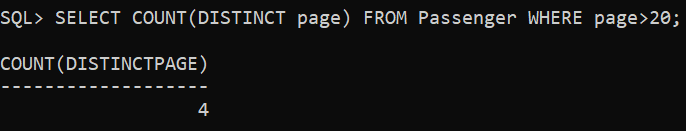 SQL> SELECT COUNT(DISTINCT page) FROM Passenger WHERE page>20;
COUNT(DISTINCTPAGE)
-------------------
4